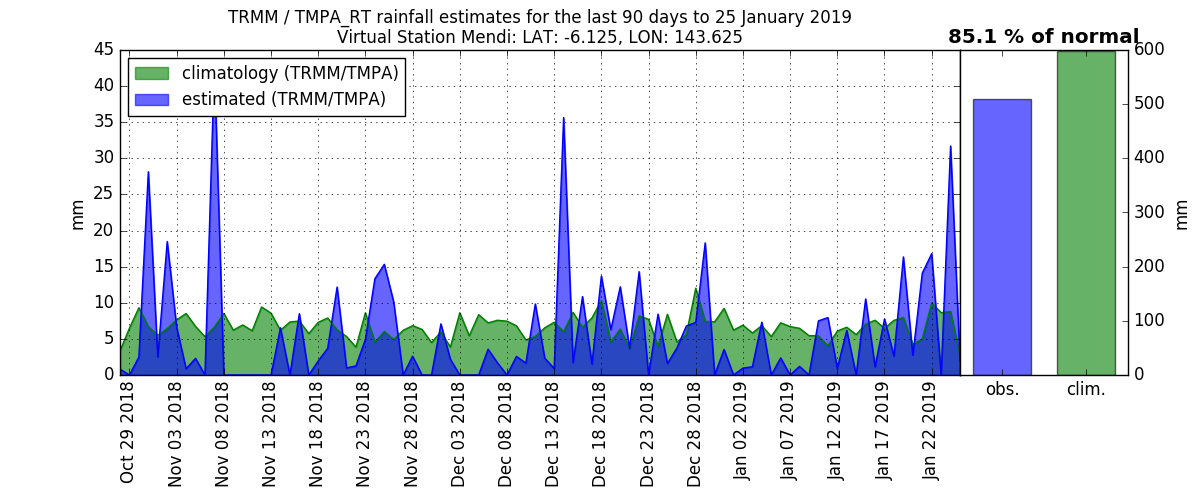 TRMM / TMPA_RT rainfall estimates for the last 90 days to 25 January 2019
Virtual Station Mendi: LAT: -6.125, LON: 143.625
85.1 % of normal
climatology (TRMM/TMPA)
estimated (TRMM/TMPA)
mm
45
40
35
30
25
20
15
10
5
0
Oct 29 2018
Nov 03 2018
Nov 08 2018
Nov 13 2018
Nov 18 2018
Nov 23 2018
Nov 28 2018
Dec 03 2018
Dec 08 2018
Dec 13 2018
Dec 18 2018
Dec 23 2018
Dec 28 2018
Jan 02 2019
Jan 07 2019
Jan 12 2019
Jan 17 2019
Jan 22 2019
600
500
400
300
200
100
0
mm
obs.
clim.